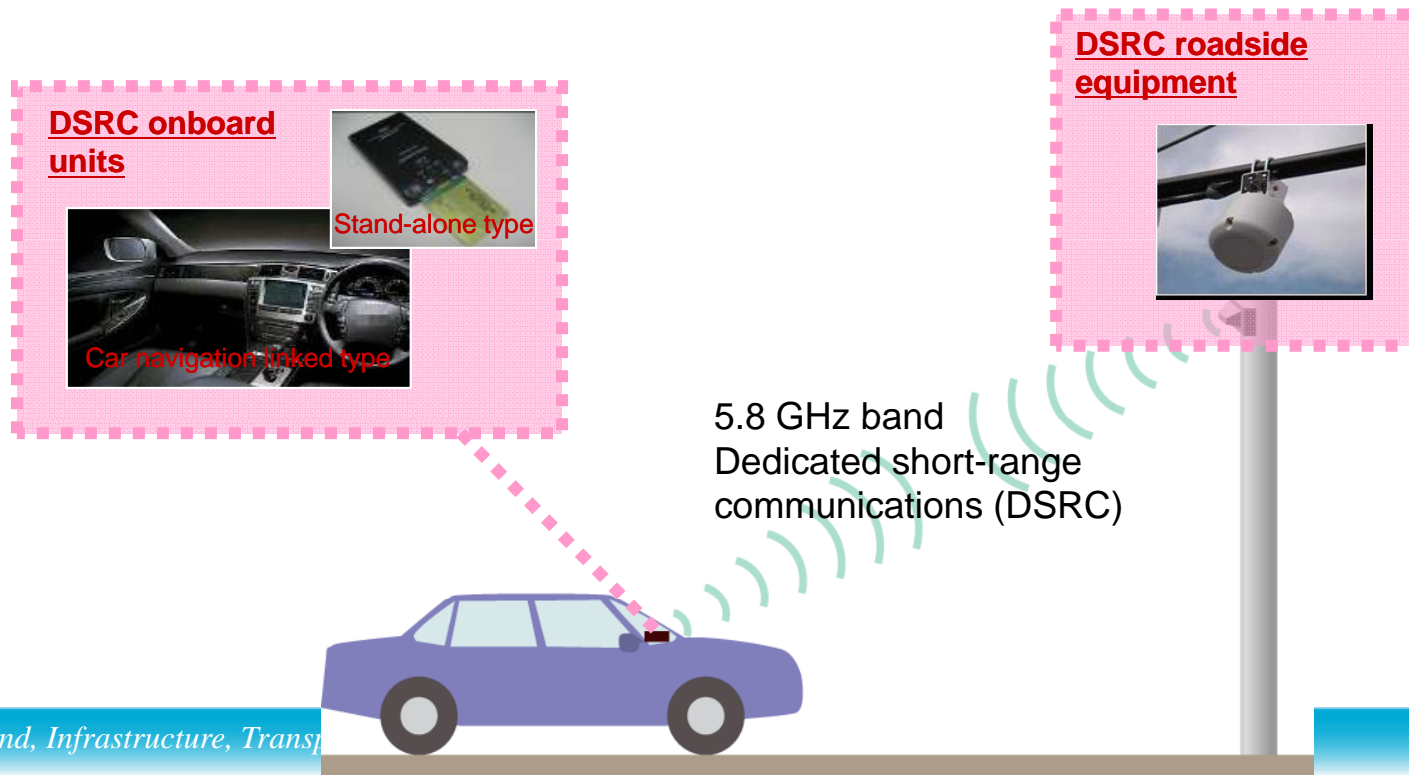 DSRC roadside
equipment
DSRC onboard
units
Stand-alone type
Car navigation linked type
5.8 GHz band
Dedicated short-range
communications (DSRC)
nd, Infrastructure, Transp